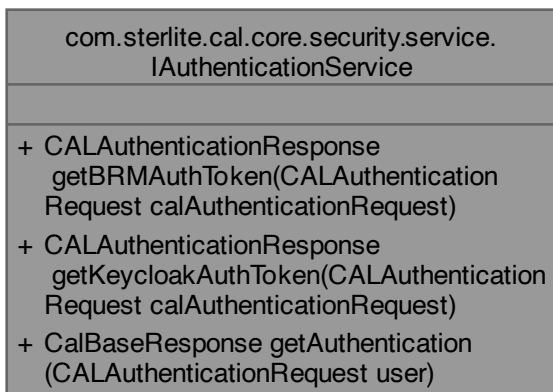 com.sterlite.cal.core.security.service.
IAuthenticationService
+ CALAuthenticationResponse
getBRMAuthToken(CALAuthentication
Request calAuthenticationRequest)
+ CALAuthenticationResponse
getKeycloakAuthToken(CALAuthentication
Request calAuthenticationRequest)
+ CalBaseResponse getAuthentication
(CALAuthenticationRequest user)